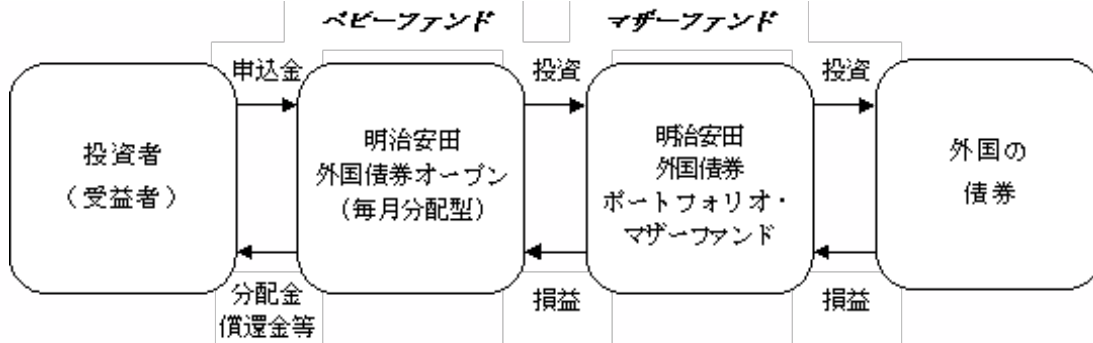 ベビーファンド
マザーファンド
申込金
投資
投資
投資者
（受益者）
明治安田
外国債券オープン
（毎月分配型）
明治安田
外国債券
ポートフォリオ・
マザーファンド
外国の
債券
分配金
償還金等
損益
損益